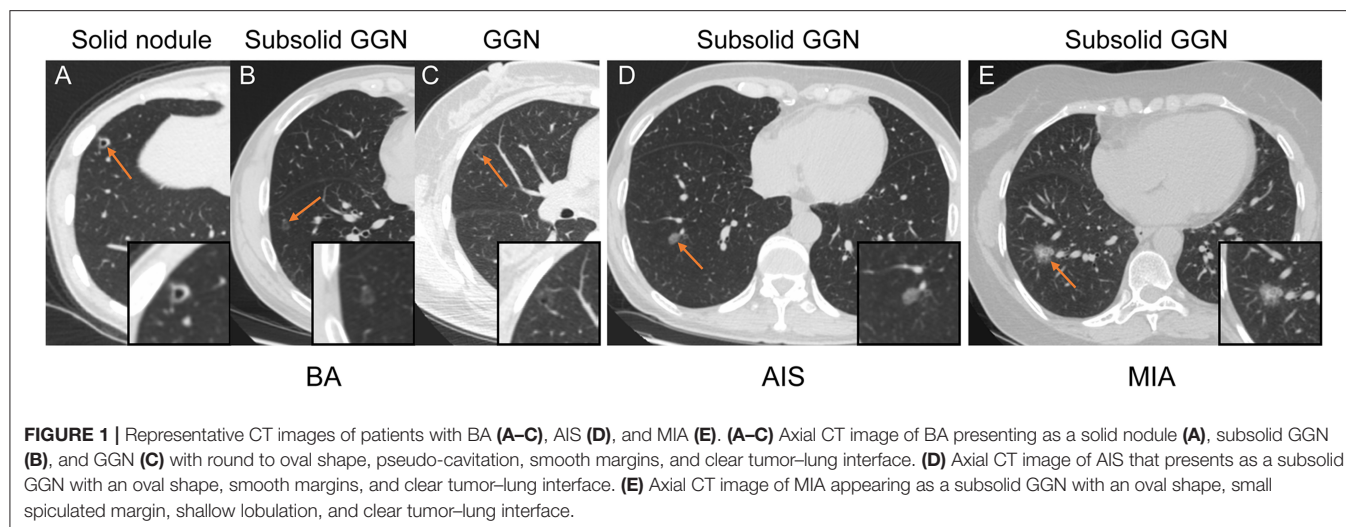 Solid nodule Subsolid GGN GGN Subsolid GGN Subsolid GGN
A B C D E
BA AIS MIA
FIGURE 1 | Representative CT images of patients with BA (A–C), AIS (D), and MIA (E). (A–C) Axial CT image of BA presenting as a solid nodule (A), subsolid GGN
(B), and GGN (C) with round to oval shape, pseudo-cavitation, smooth margins, and clear tumor–lung interface. (D) Axial CT image of AIS that presents as a subsolid
GGN with an oval shape, smooth margins, and clear tumor–lung interface. (E) Axial CT image of MIA appearing as a subsolid GGN with an oval shape, small
spiculated margin, shallow lobulation, and clear tumor–lung interface.